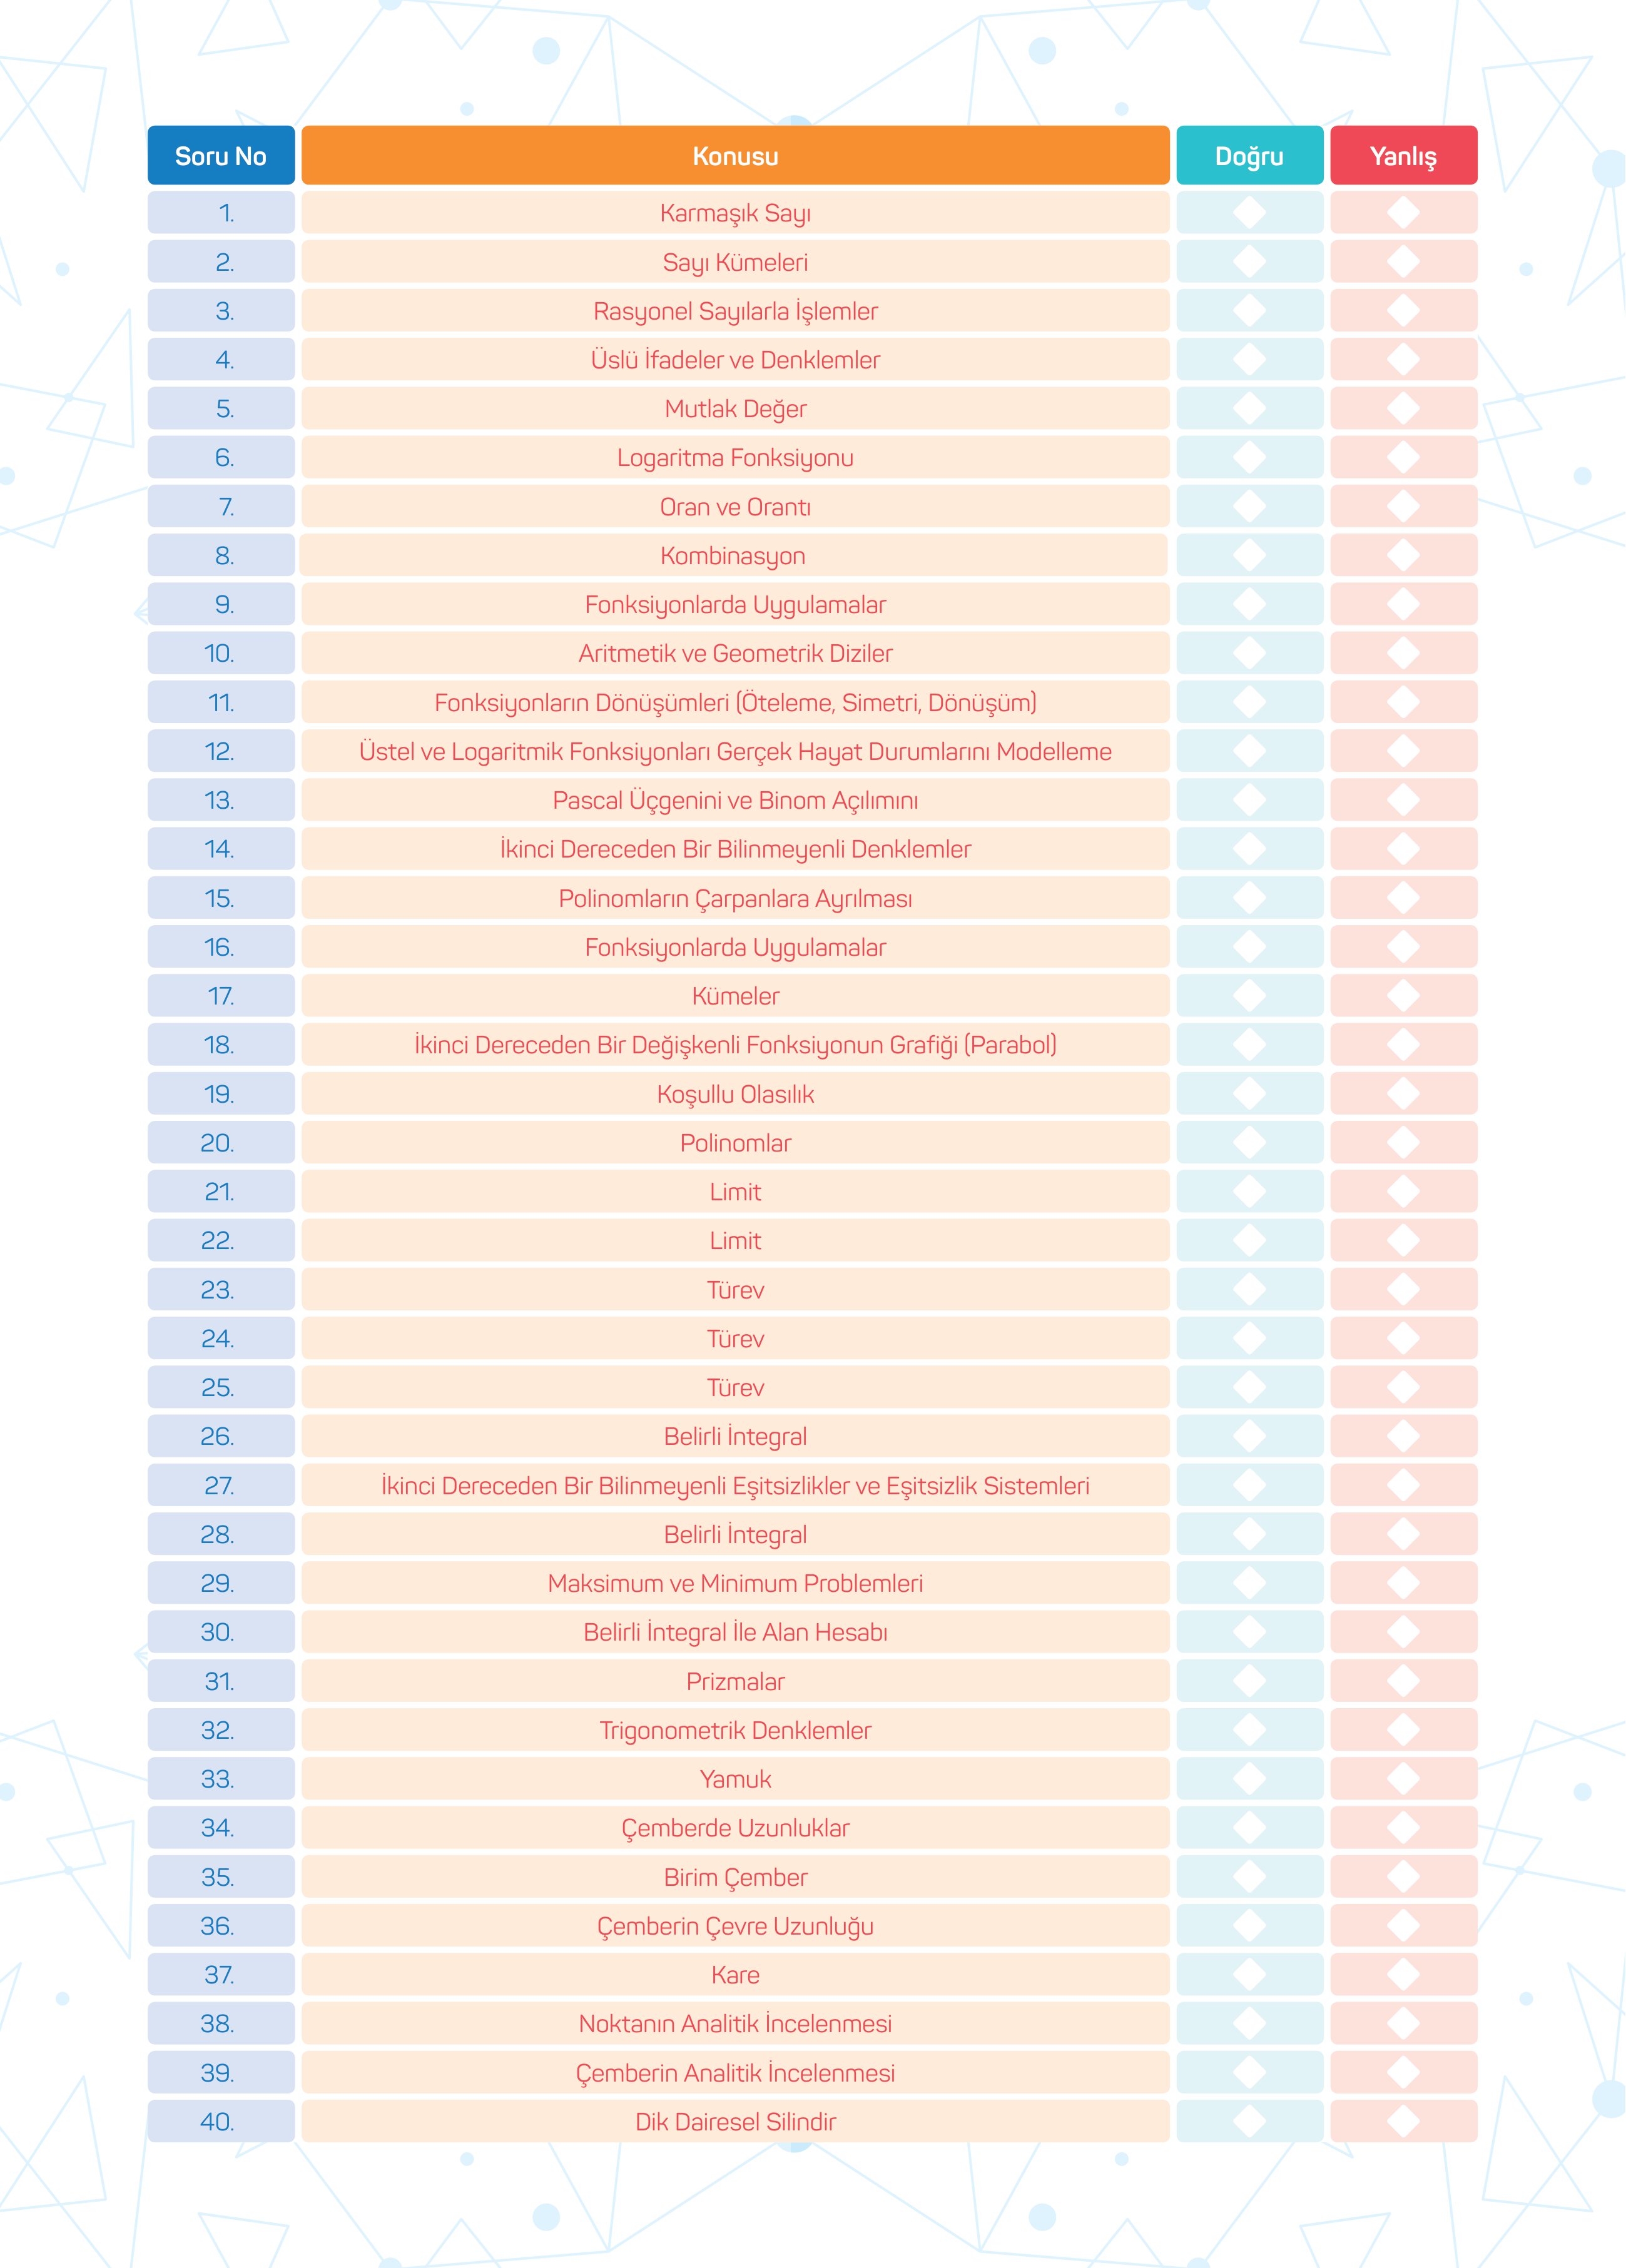 Soru No Konusu Doğru Yanlış
1. Karmaşık Sayı
2. Sayı Kümeleri
3. Rasyonel Sayılarla İşlemler
4. Üslü İfadeler ve Denklemler
5. Mutlak Değer
6. Logaritma Fonksiyonu
7. Oran ve Orantı
8. Kombinasyon
9. Fonksiyonlarda Uygulamalar
10. Aritmetik ve Geometrik Diziler
11. Fonksiyonların Dönüşümleri (Öteleme, Simetri, Dönüşüm)
12. Üstel ve Logaritmik Fonksiyonları Gerçek Hayat Durumlarını Modelleme
13. Pascal Üçgenini ve Binom Açılımını
14. İkinci Dereceden Bir Bilinmeyenli Denklemler
15. Polinomların Çarpanlara Ayrılması
16. Fonksiyonlarda Uygulamalar
17. Kümeler
18. İkinci Dereceden Bir Değişkenli Fonksiyonun Grafiği (Parabol)
19. Koşullu Olasılık
20. Polinomlar
21. Limit
22. Limit
23. Türev
24. Türev
25. Türev
26. Belirli İntegral
27. İkinci Dereceden Bir Bilinmeyenli Eşitsizlikler ve Eşitsizlik Sistemleri
28. Belirli İntegral
29. Maksimum ve Minimum Problemleri
30. Belirli İntegral İle Alan Hesabı
31. Prizmalar
32. Trigonometrik Denklemler
33. Yamuk
34. Çemberde Uzunluklar
35. Birim Çember
36. Çemberin Çevre Uzunluğu
37. Kare
38. Noktanın Analitik İncelenmesi
39. Çemberin Analitik İncelenmesi
40. Dik Dairesel Silindir